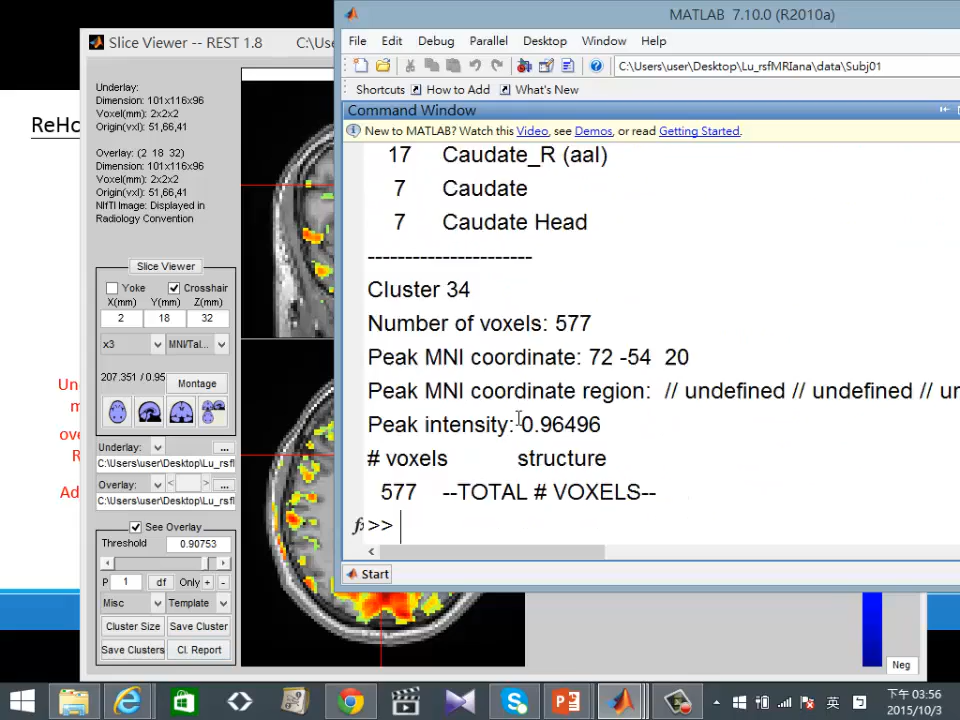 MATLAB 7.10.0 (R2010a)
Slice Viewer -- REST 1.8 C:\Use
File Edit Debug Parallel Desktop Window Help
C:\Users\user\Desktop\Lu_rsfMRIana\data\Subj01
Shortcuts How to Add What's New
Command Window
New to MATLAB? Watch this Video, see Demos, or read Getting Started.
ReHo
Underlay:
Dimension: 101x116x96
Voxel(mm): 2x2x2
Origin(vxl): 51,66,41
Overlay: (2 18 32)
Dimension: 101x116x96
Voxel(mm): 2x2x2
Origin(vxl): 51,66,41
NIfTI Image: Displayed in
Radiology Convention
Slice Viewer
Yoke Crosshair
X(mm) Y(mm) Z(mm)
2 18 32
x3 MNI/Tal...
207.351 / 0.95 Montage
Underlay: ...
C:\Users\user\Desktop\Lu_rsfl
Overlay: < > ...
C:\Users\user\Desktop\Lu_rsfl
See Overlay
Threshold 0.90753
P 1 df Only + -
Misc Template
Cluster Size Save Cluster
Save Clusters Cl. Report
Un
m
ove
R
Ad
17 Caudate_R (aal)
7 Caudate
7 Caudate Head
----------------------
Cluster 34
Number of voxels: 577
Peak MNI coordinate: 72 -54 20
Peak MNI coordinate region: // undefined // undefined // un
Peak intensity: 0.96496
# voxels structure
577 --TOTAL # VOXELS--
fx >>
Start
Neg
英
下午 03:56
2015/10/3